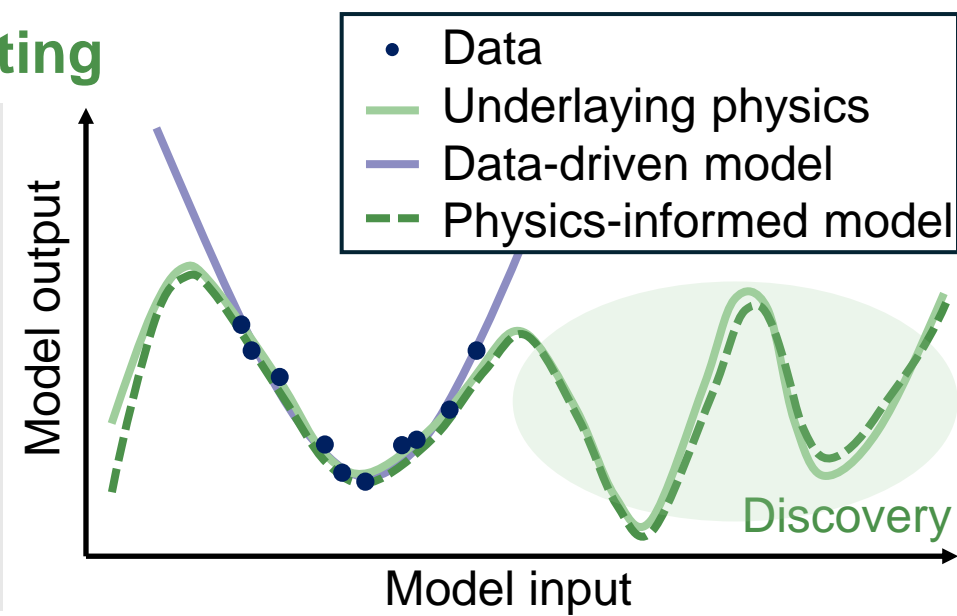 ting
Data
Underlaying physics
Data-driven model
Physics-informed model
Model output
Discovery
Model input